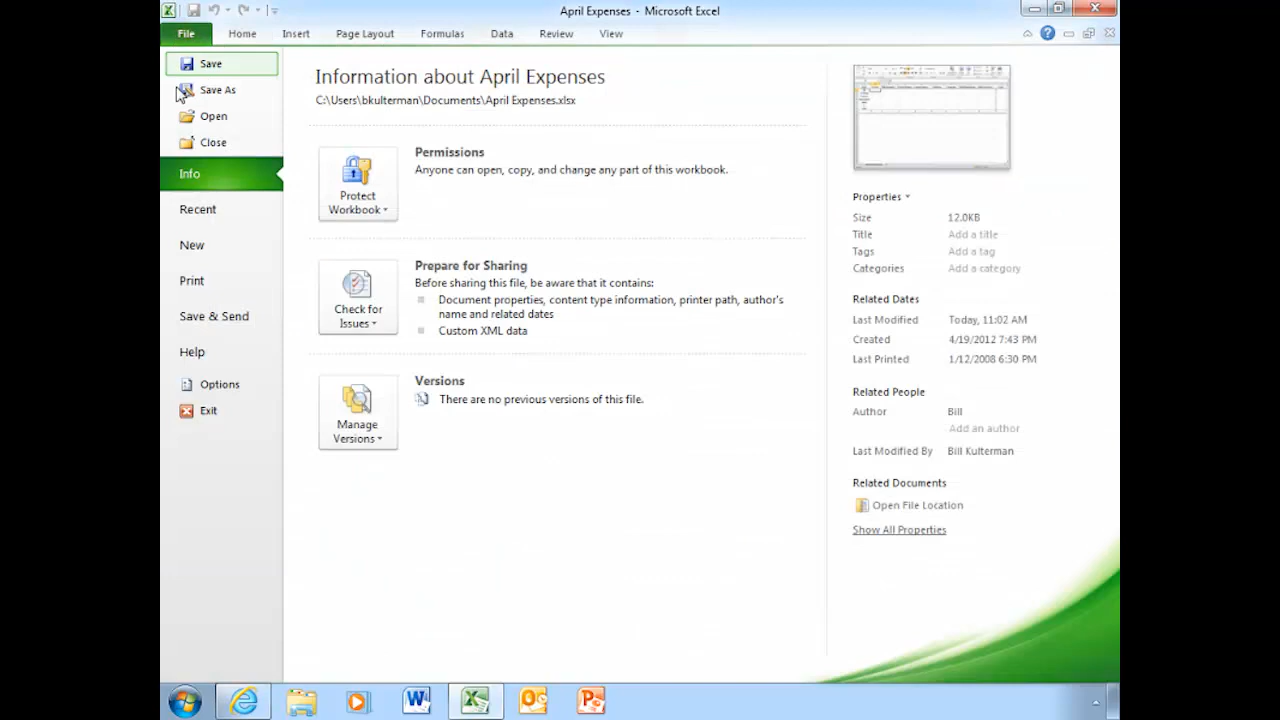 April Expenses - Microsoft Excel
File Home Insert Page Layout Formulas Data Review View
Save
Save As
Open
Close
Info
Recent
New
Print
Save & Send
Help
Options
Exit
Information about April Expenses
C:\Users\bkulterman\Documents\April Expenses.xlsx
Protect
Workbook
Permissions
Anyone can open, copy, and change any part of this workbook.
Check for
Issues
Prepare for Sharing
Before sharing this file, be aware that it contains:
Document properties, content type information, printer path, author's
name and related dates
Custom XML data
Manage
Versions
Versions
There are no previous versions of this file.
Properties
Size 12.0KB
Title Add a title
Tags Add a tag
Categories Add a category
Related Dates
Last Modified Today, 11:02 AM
Created 4/19/2012 7:43 PM
Last Printed 1/12/2008 6:30 PM
Related People
Author Bill
Add an author
Last Modified By Bill Kulterman
Related Documents
Open File Location
Show All Properties